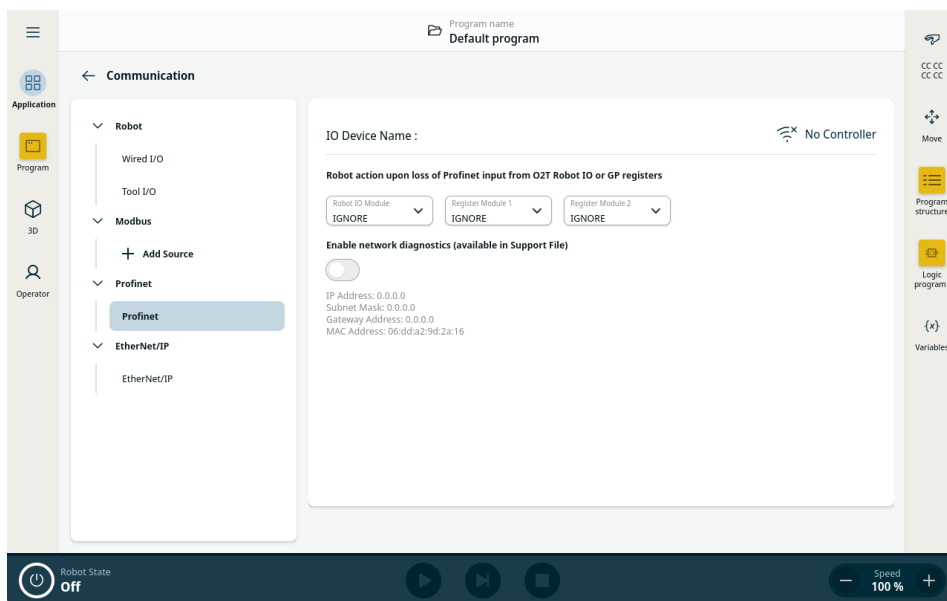 Program name
Default program
Application
Program
3D
Operator
Communication
Robot
Wired I/O
Tool I/O
Modbus
Add Source
Profinet
Profinet
EtherNet/IP
EtherNet/IP
IO Device Name :
No Controller
Robot action upon loss of Profinet input from O2T Robot IO or GP registers
Robot IO Module
IGNORE
Register Module 1
IGNORE
Register Module 2
IGNORE
Enable network diagnostics (available in Support File)
IP Address: 0.0.0.0
Subnet Mask: 0.0.0.0
Gateway Address: 0.0.0.0
MAC Address: 06:dd:a2:9d:2a:16
CC CC
CC CC
Move
Program
structure
Logic
program
{x}
Variables
Robot State
Off
Speed
100 %